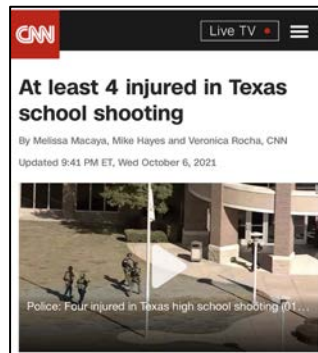 CNN
Live TV
At least 4 injured in Texas
school shooting
By Melissa Macaya, Mike Hayes and Veronica Rocha, CNN
Updated 9:41 PM ET, Wed October 6, 2021
Police: Four injured in Texas high school shooting (01...